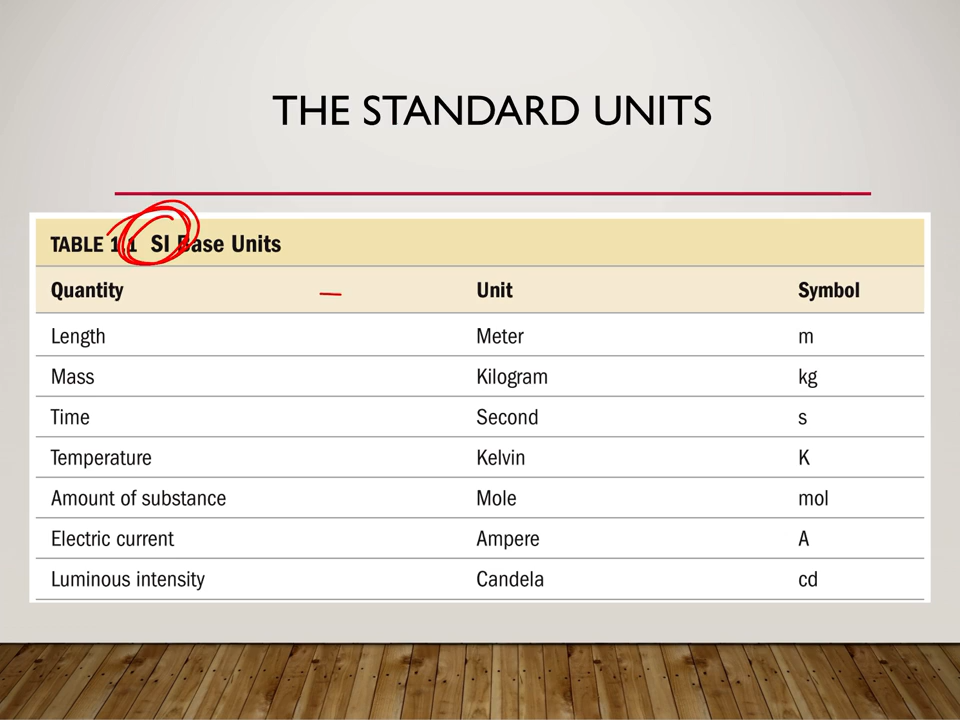 THE STANDARD UNITS
TABLE 1.1 SI Base Units
Quantity Unit Symbol
Length Meter m
Mass Kilogram kg
Time Second s
Temperature Kelvin K
Amount of substance Mole mol
Electric current Ampere A
Luminous intensity Candela cd